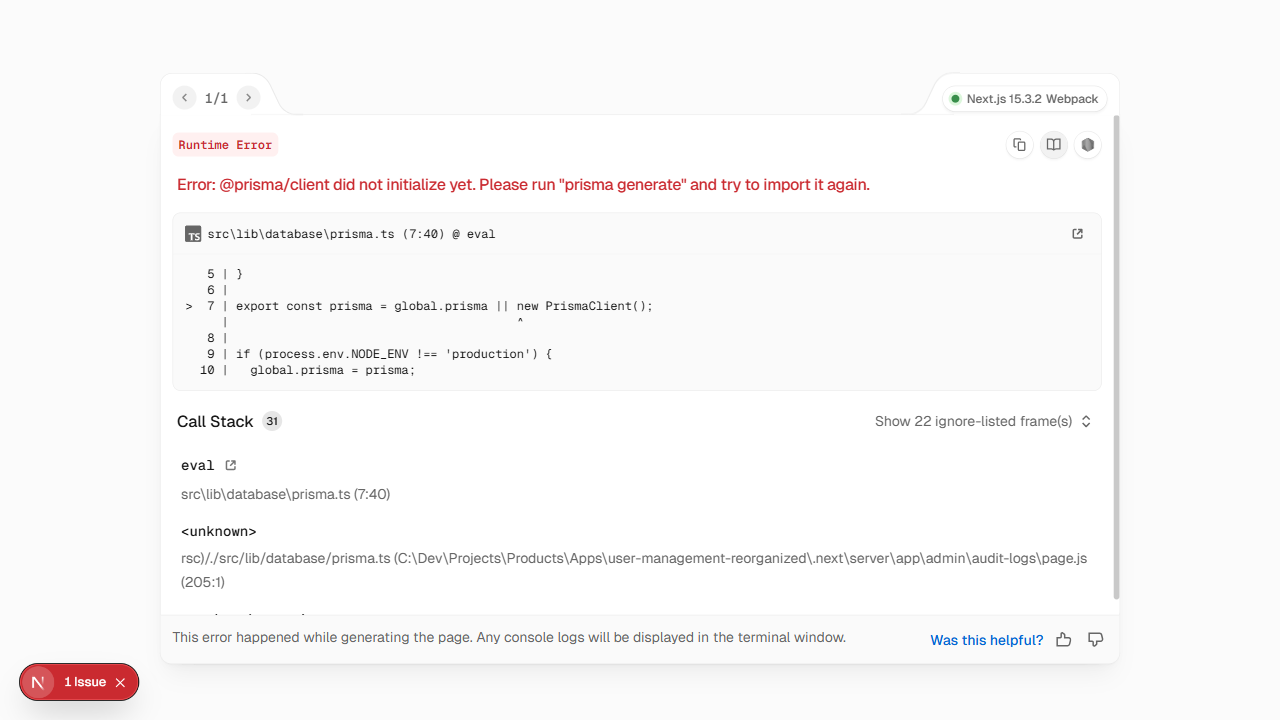 1/1
Next.js 15.3.2 Webpack
Runtime Error
Error: @prisma/client did not initialize yet. Please run "prisma generate" and try to import it again.
TS src\lib\database\prisma.ts (7:40) @ eval
5 | }
6 |
> 7 | export const prisma = global.prisma || new PrismaClient();
| ^
8 |
9 | if (process.env.NODE_ENV !== 'production') {
10 | global.prisma = prisma;
Call Stack 31
Show 22 ignore-listed frame(s)
eval
src\lib\database\prisma.ts (7:40)
<unknown>
rsc)/./src/lib/database/prisma.ts (C:\Dev\Projects\Products\Apps\user-management-reorganized\.next\server\app\admin\audit-logs\page.js
(205:1)
This error happened while generating the page. Any console logs will be displayed in the terminal window.
Was this helpful?
N 1 Issue